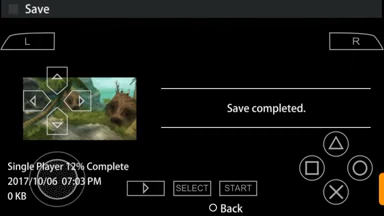 Save
L
R
Save completed.
Single Player 12% Complete
2017/10/06 07:03 PM
0 KB
SELECT
START
Back